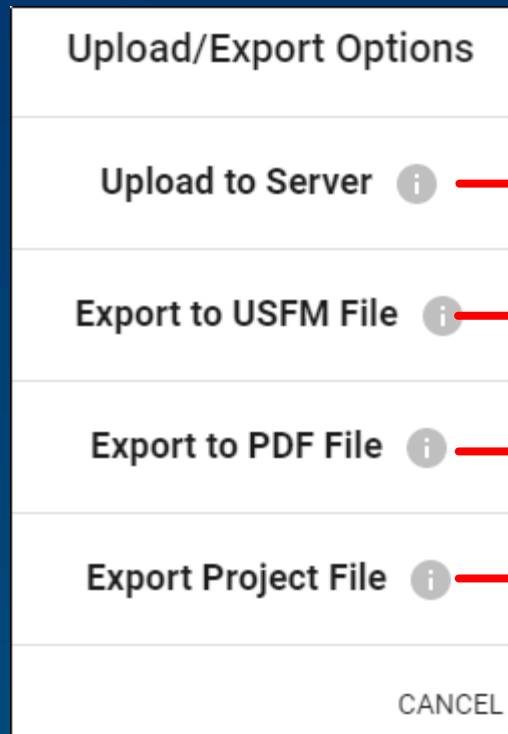 Upload/Export Options
Upload to Server
Export to USFM File
Export to PDF File
Export Project File
CANCEL